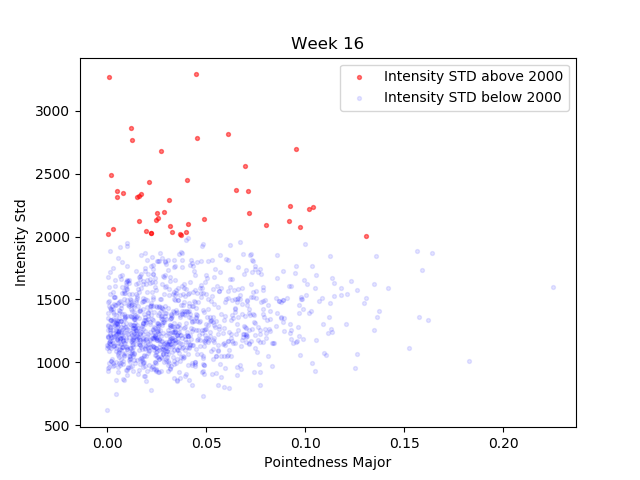 Week 16
Intensity STD above 2000
Intensity STD below 2000
3000
2500
2000
1500
1000
500
Intensity Std
0.00 0.05 0.10 0.15 0.20
Pointedness Major